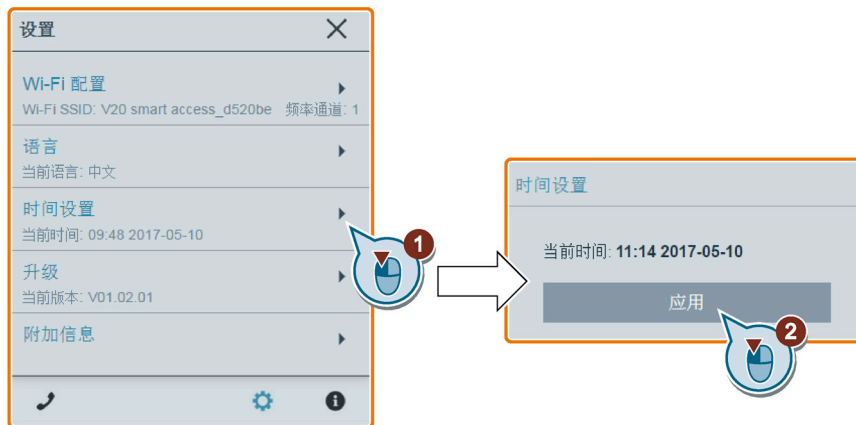 设置
Wi-Fi 配置
Wi-Fi SSID: V20 smart access_d520be 频率通道: 1
语言
当前语言: 中文
时间设置
当前时间: 09:48 2017-05-10
1
升级
当前版本: V01.02.01
附加信息
时间设置
当前时间: 11:14 2017-05-10
应用
2